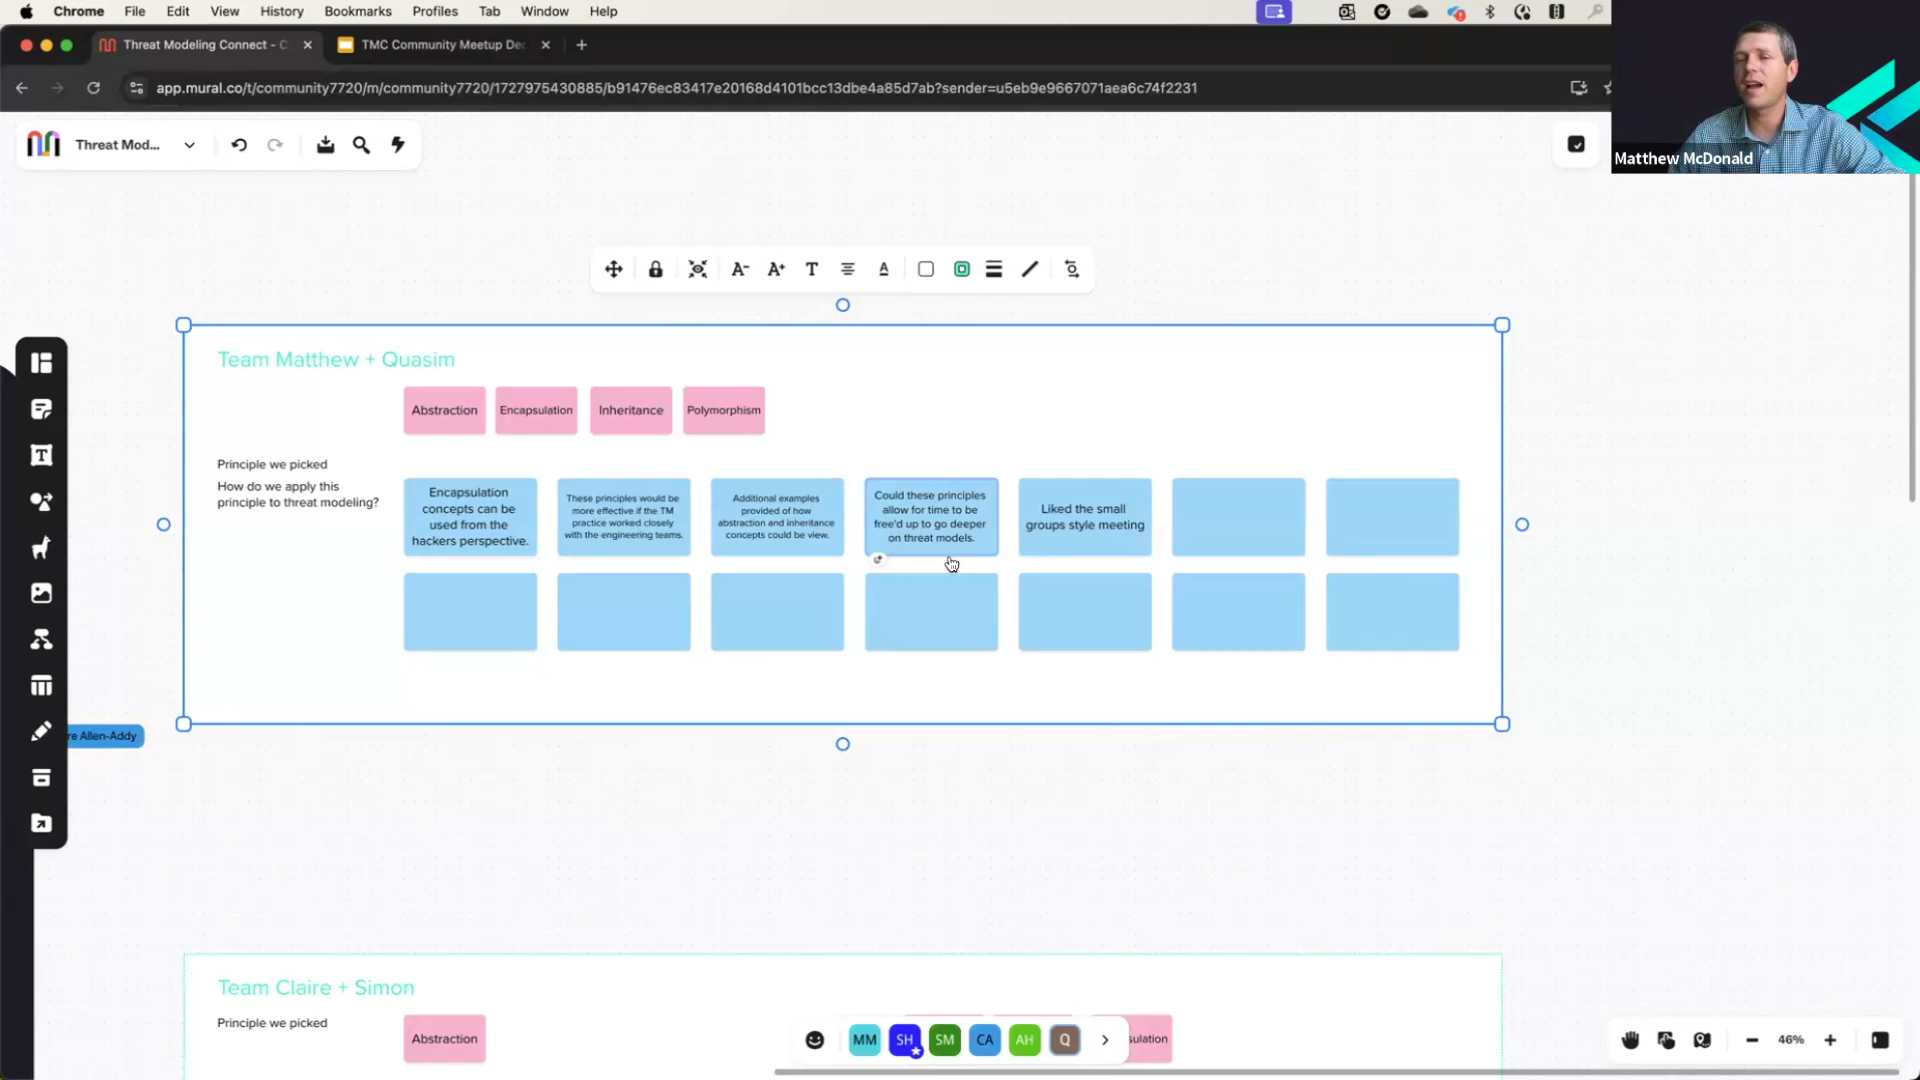 Chrome File Edit View History Bookmarks Profiles Tab Window Help
Threat Modeling Connect - C
TMC Community Meetup De
app.mural.co/t/community7720/m/community7720/1727975430885/b91476ec83417e20168d4101bcc13dbe4a85d7ab?sender=u5eb9e9667071aea6c74f2231
Threat Mod...
Matthew McDonald
A- A+ T A
Team Matthew + Quasim
Abstraction
Encapsulation
Inheritance
Polymorphism
Principle we picked
How do we apply this
principle to threat modeling?
Encapsulation
concepts can be
used from the
hackers perspective.
These principles would be
more effective if the TM
practice worked closely
with the engineering teams.
Additional examples
provided of how
abstraction and inheritance
concepts could be view.
Could these principles
allow for time to be
free'd up to go deeper
on threat models.
Liked the small
groups style meeting
re Allen-Addy
Team Claire + Simon
Principle we picked
Abstraction
sulation
MM SH SM CA AH Q
46%